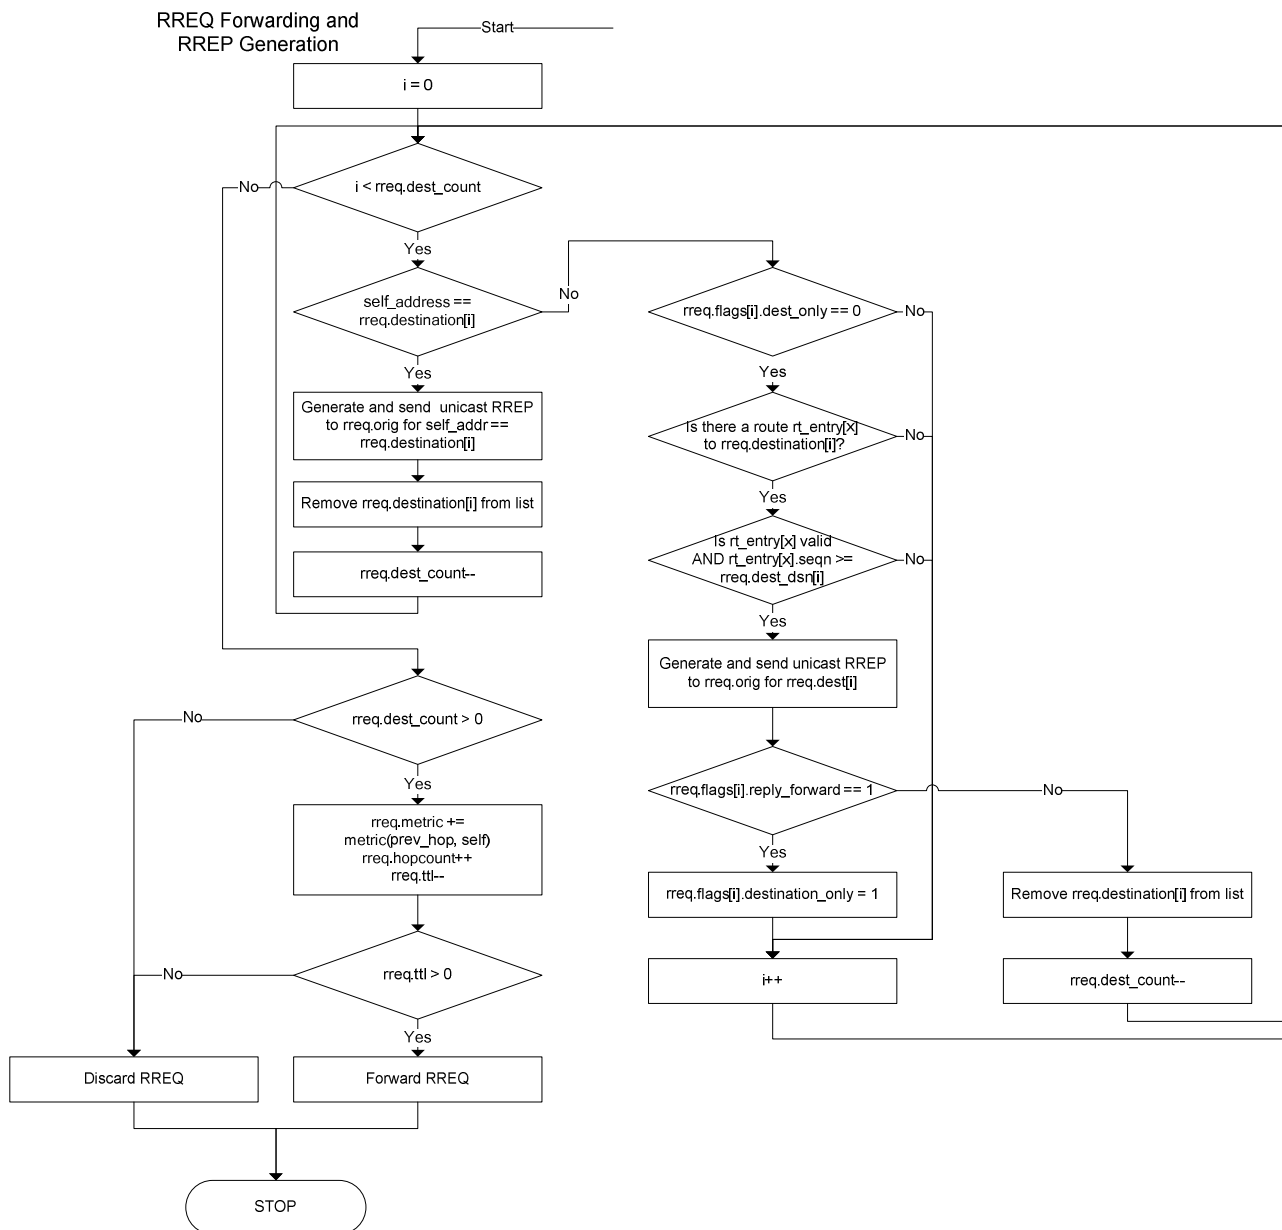 RREQ Forwarding and
RREP Generation
Start
i = 0
i < rreq.dest_count
No
Yes
self_address ==
rreq.destination[i]
No
Yes
Generate and send unicast RREP
to rreq.orig for self_addr ==
rreq.destination[i]
Remove rreq.destination[i] from list
rreq.dest_count--
rreq.flags[i].dest_only == 0
No
Yes
Is there a route rt_entry[x]
to rreq.destination[i]?
No
Yes
Is rt_entry[x] valid
AND rt_entry[x].seqn >=
rreq.dest_dsn[i]
No
Yes
Generate and send unicast RREP
to rreq.orig for rreq.dest[i]
rreq.flags[i].reply_forward == 1
No
Yes
rreq.flags[i].destination_only = 1
Remove rreq.destination[i] from list
i++
rreq.dest_count--
rreq.dest_count > 0
No
Yes
rreq.metric +=
metric(prev_hop, self)
rreq.hopcount++
rreq.ttl--
rreq.ttl > 0
No
Yes
Discard RREQ
Forward RREQ
STOP